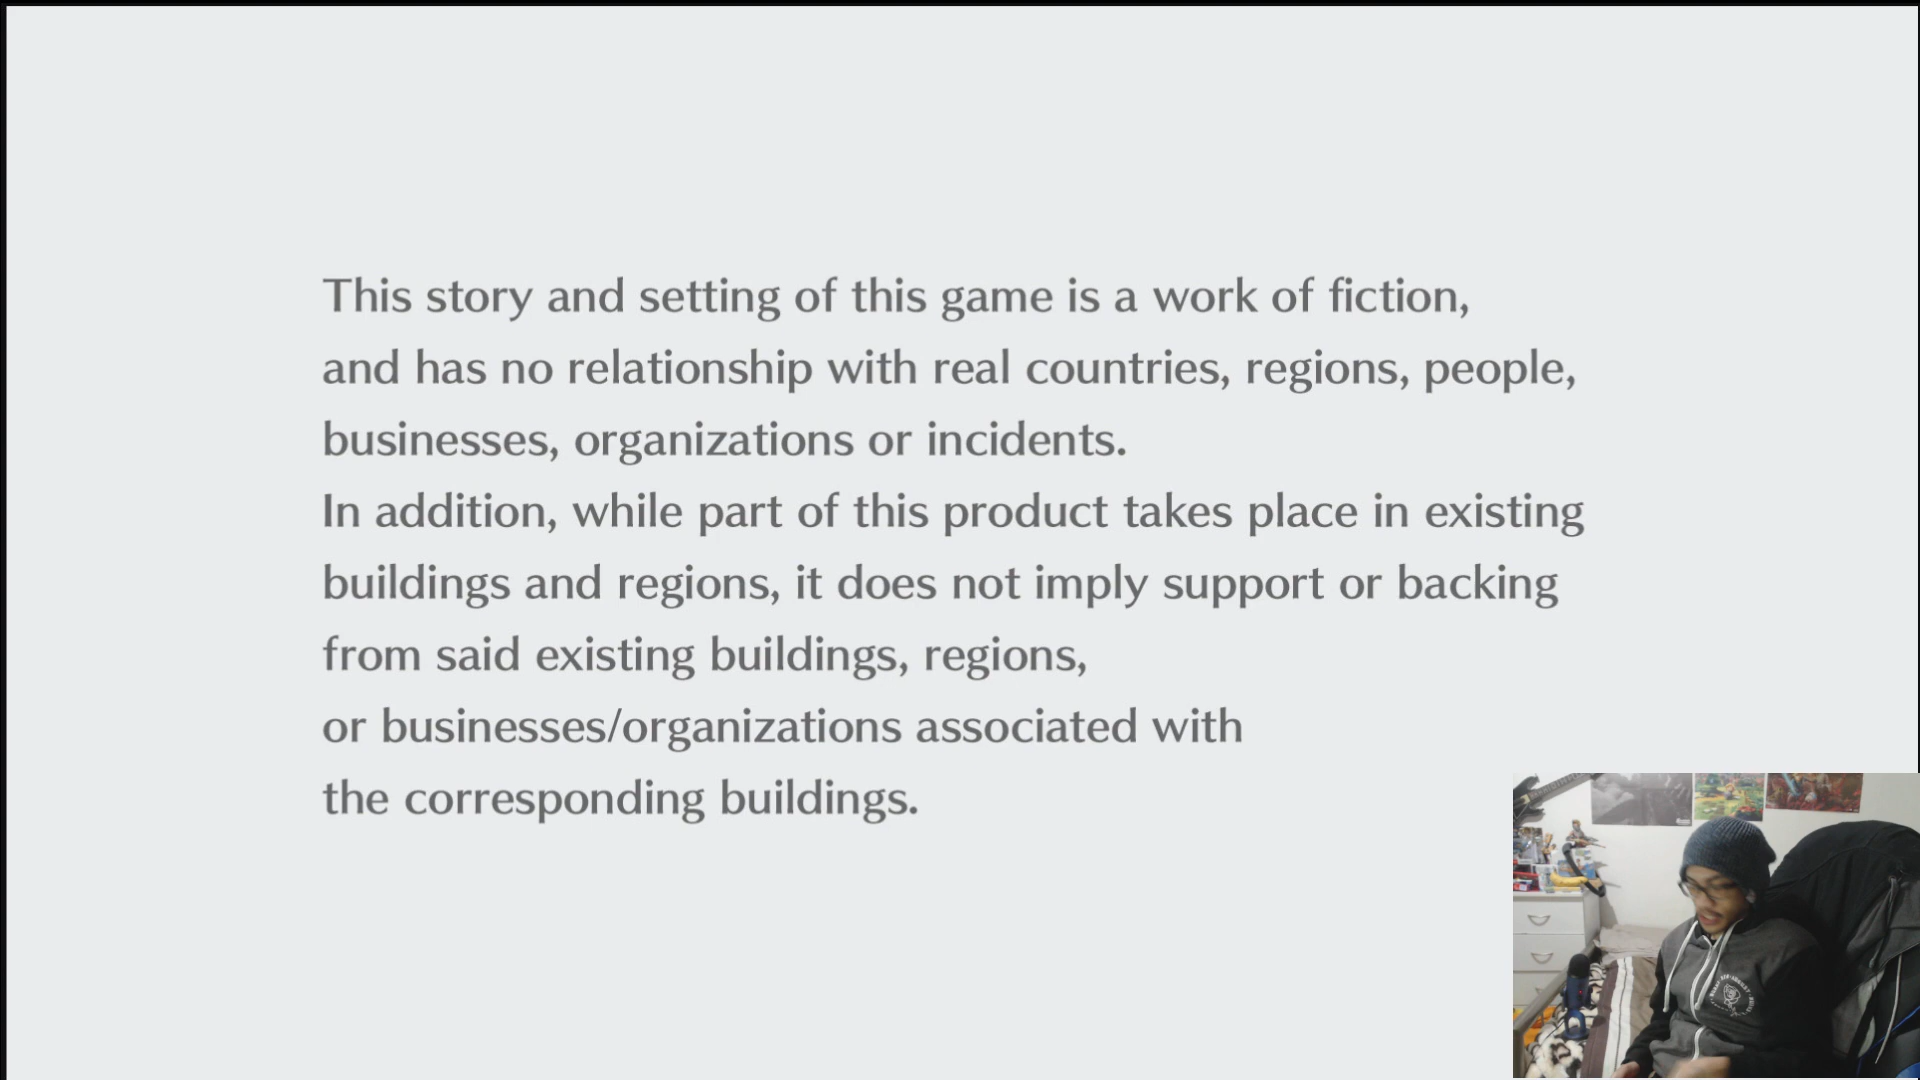 This story and setting of this game is a work of fiction,
and has no relationship with real countries, regions, people,
businesses, organizations or incidents.
In addition, while part of this product takes place in existing
buildings and regions, it does not imply support or backing
from said existing buildings, regions,
or businesses/organizations associated with
the corresponding buildings.